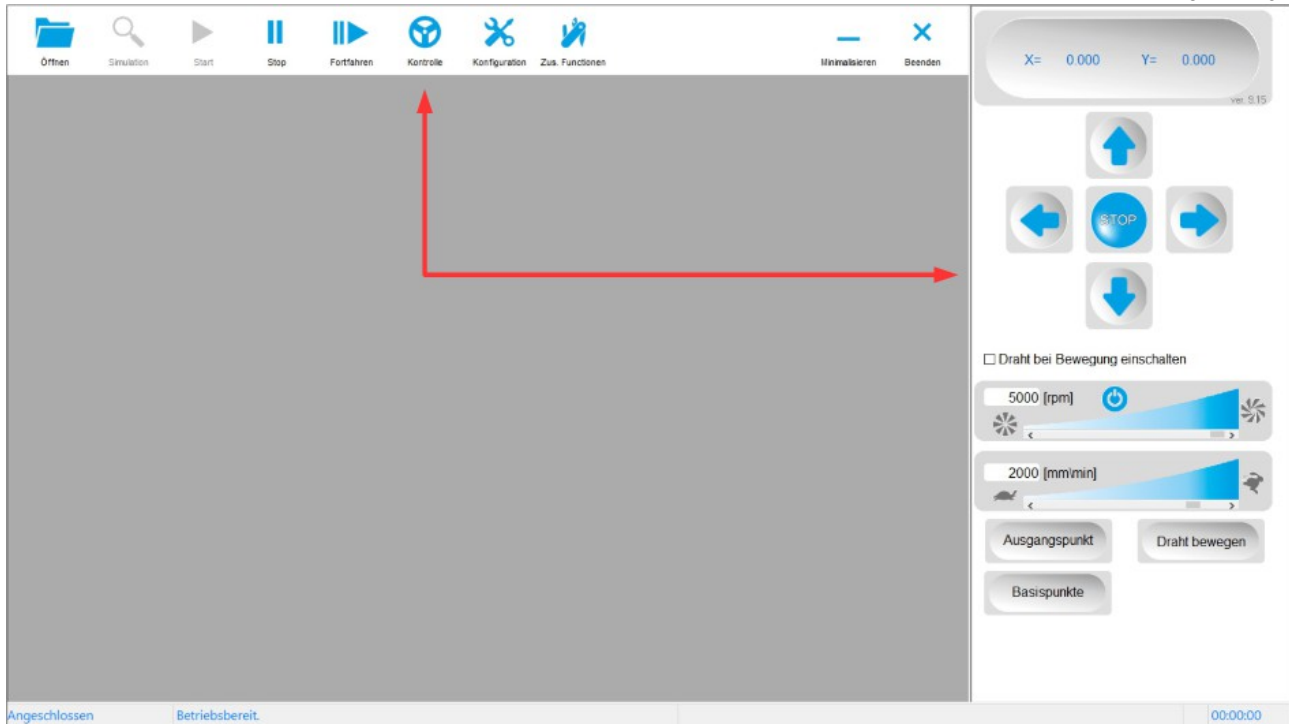 Öffnen Simulation Start Stop Fortfahren Kontrolle Konfiguration Zus. Functionen Minimalisieren Beenden
X= 0.000 Y= 0.000
ver. 9.15
STOP
Draht bei Bewegung einschalten
5000 [rpm]
2000 [mm\min]
Ausgangspunkt Draht bewegen
Basispunkte
Angeschlossen Betriebsbereit. 00:00:00